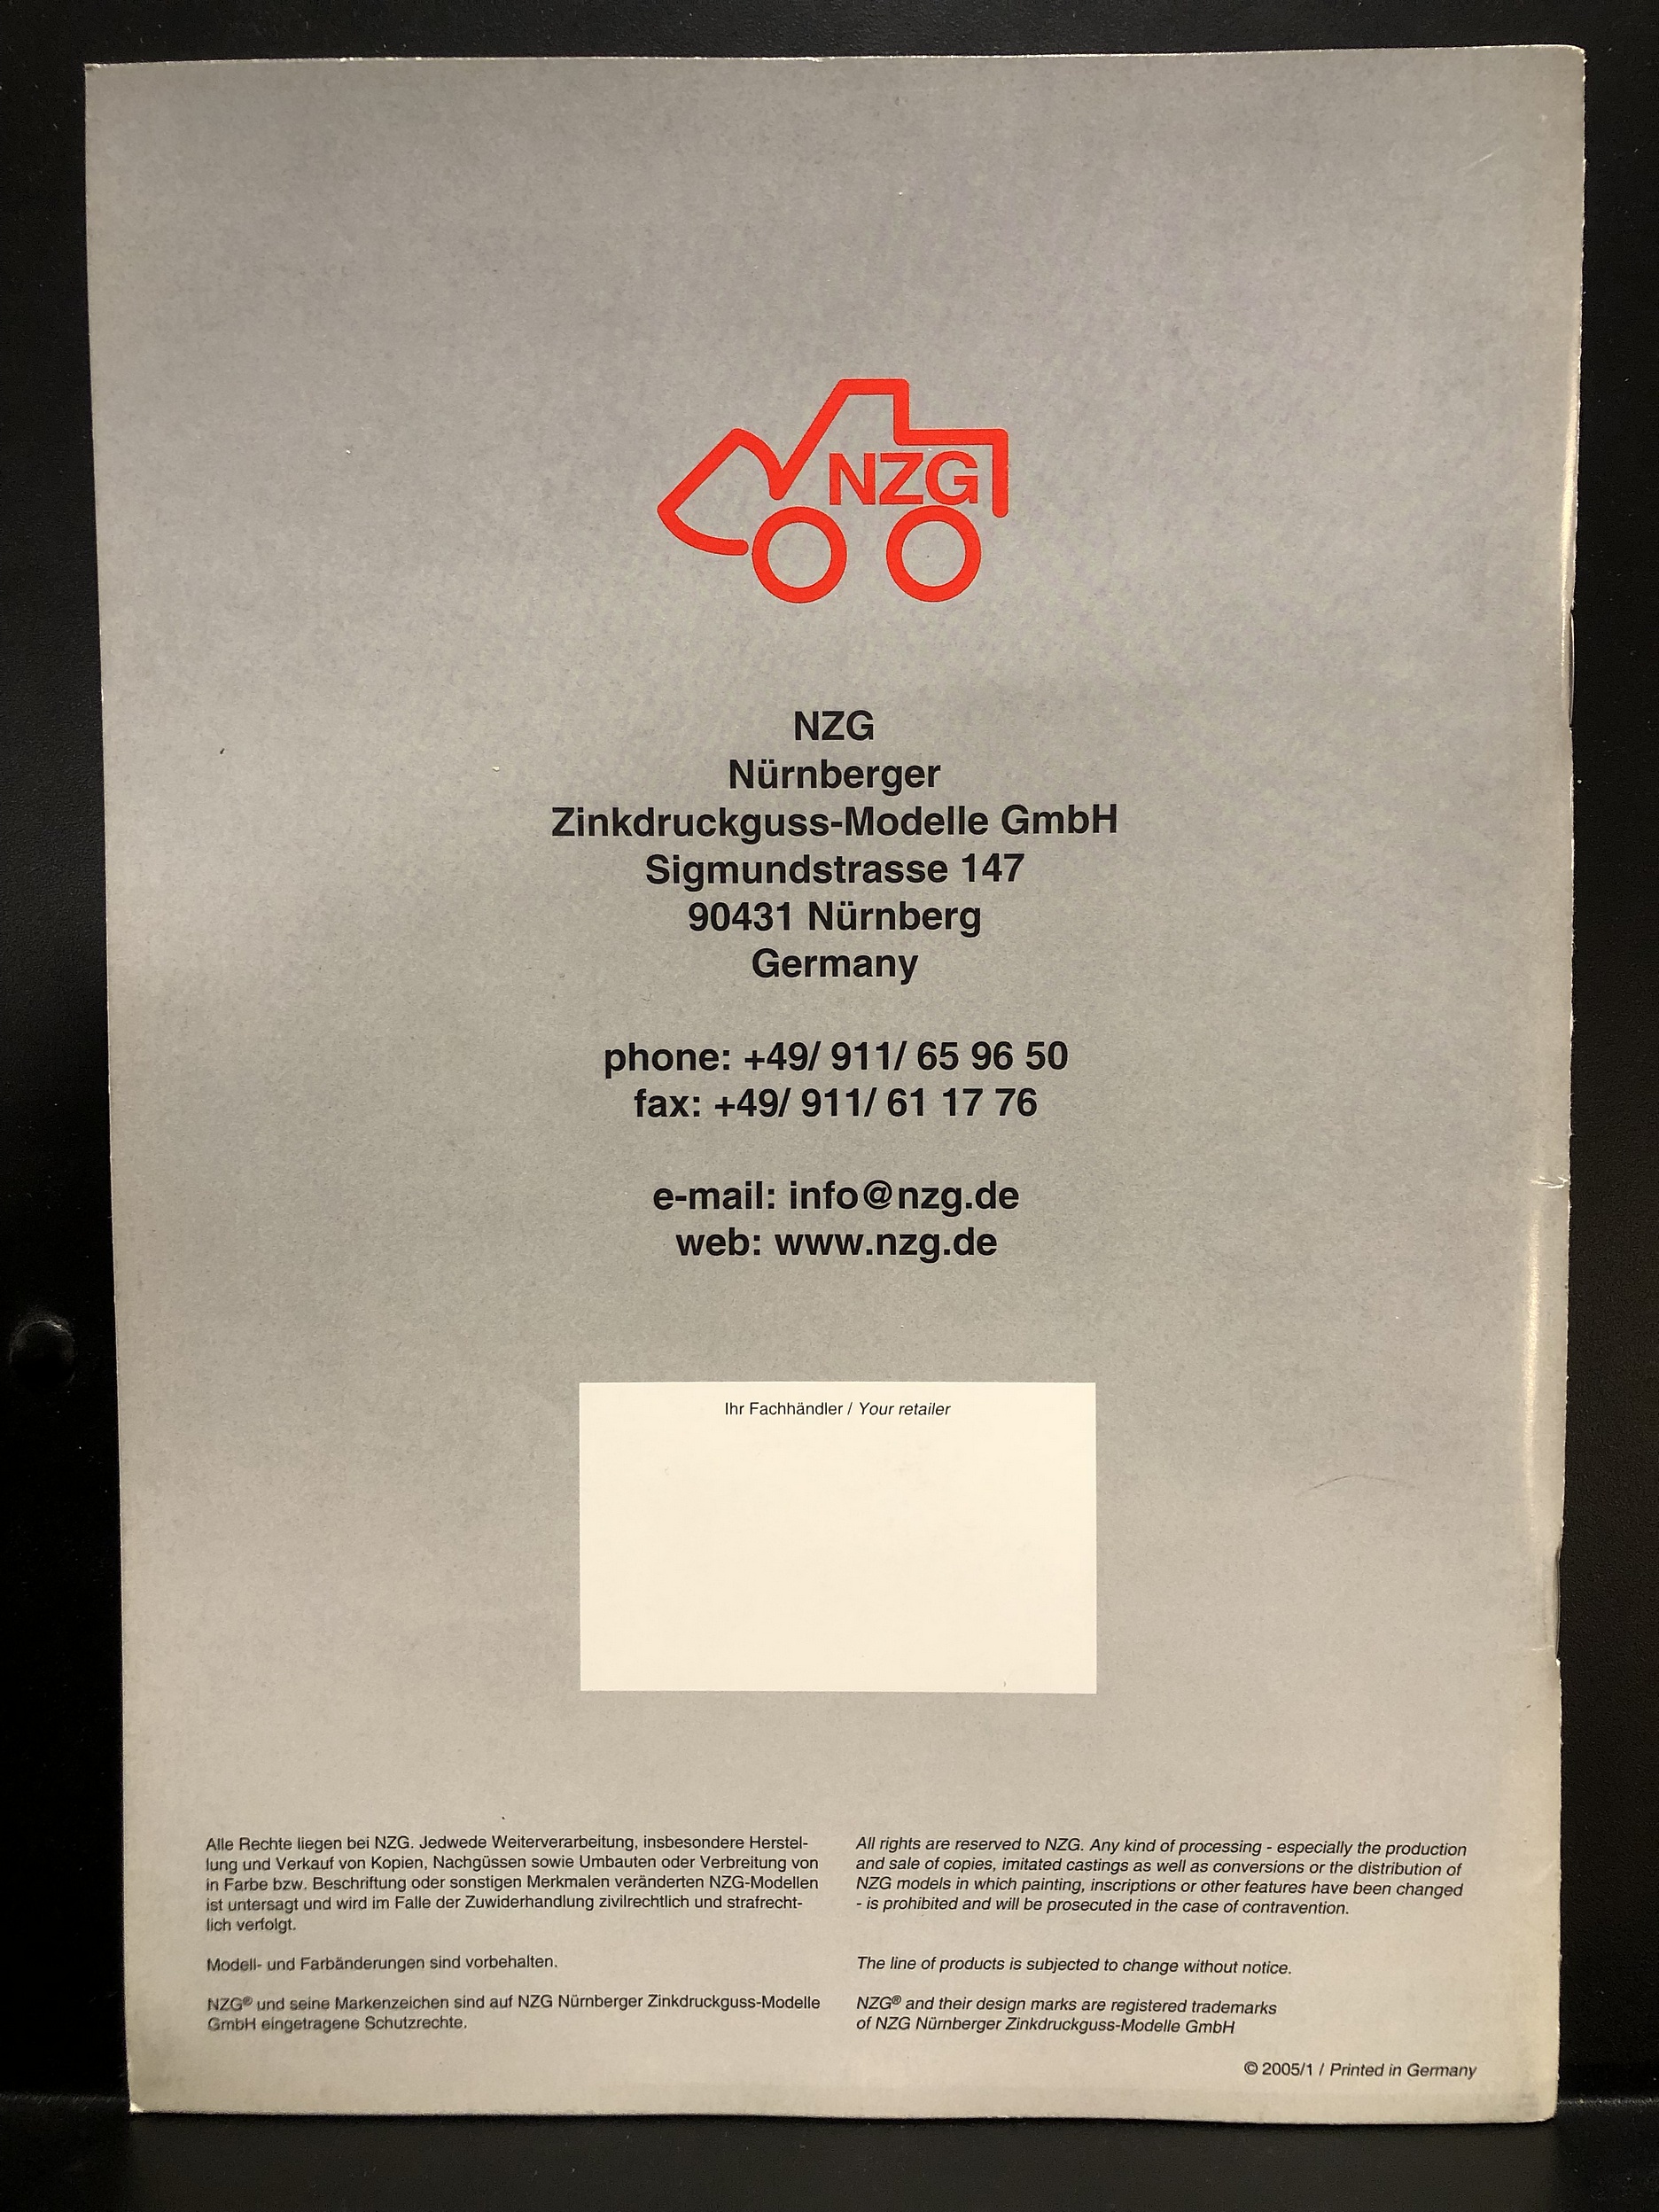 NZG
NZG
Nürnberger
Zinkdruckguss-Modelle GmbH
Sigmundstrasse 147
90431 Nürnberg
Germany
phone: +49/ 911/ 65 96 50
fax: +49/ 911/ 61 17 76
e-mail: info@nzg.de
web: www.nzg.de
Ihr Fachhändler / Your retailer
Alle Rechte liegen bei NZG. Jedwede Weiterverarbeitung, insbesondere Herstel-
lung und Verkauf von Kopien, Nachgüssen sowie Umbauten oder Verbreitung von
in Farbe bzw. Beschriftung oder sonstigen Merkmalen veränderten NZG-Modellen
ist untersagt und wird im Falle der Zuwiderhandlung zivilrechtlich und strafrecht-
lich verfolgt.
Modell- und Farbänderungen sind vorbehalten.
NZG® und seine Markenzeichen sind auf NZG Nürnberger Zinkdruckguss-Modelle
GmbH eingetragene Schutzrechte.
All rights are reserved to NZG. Any kind of processing - especially the production
and sale of copies, imitated castings as well as conversions or the distribution of
NZG models in which painting, inscriptions or other features have been changed
- is prohibited and will be prosecuted in the case of contravention.
The line of products is subjected to change without notice.
NZG® and their design marks are registered trademarks
of NZG Nürnberger Zinkdruckguss-Modelle GmbH
© 2005/1 / Printed in Germany